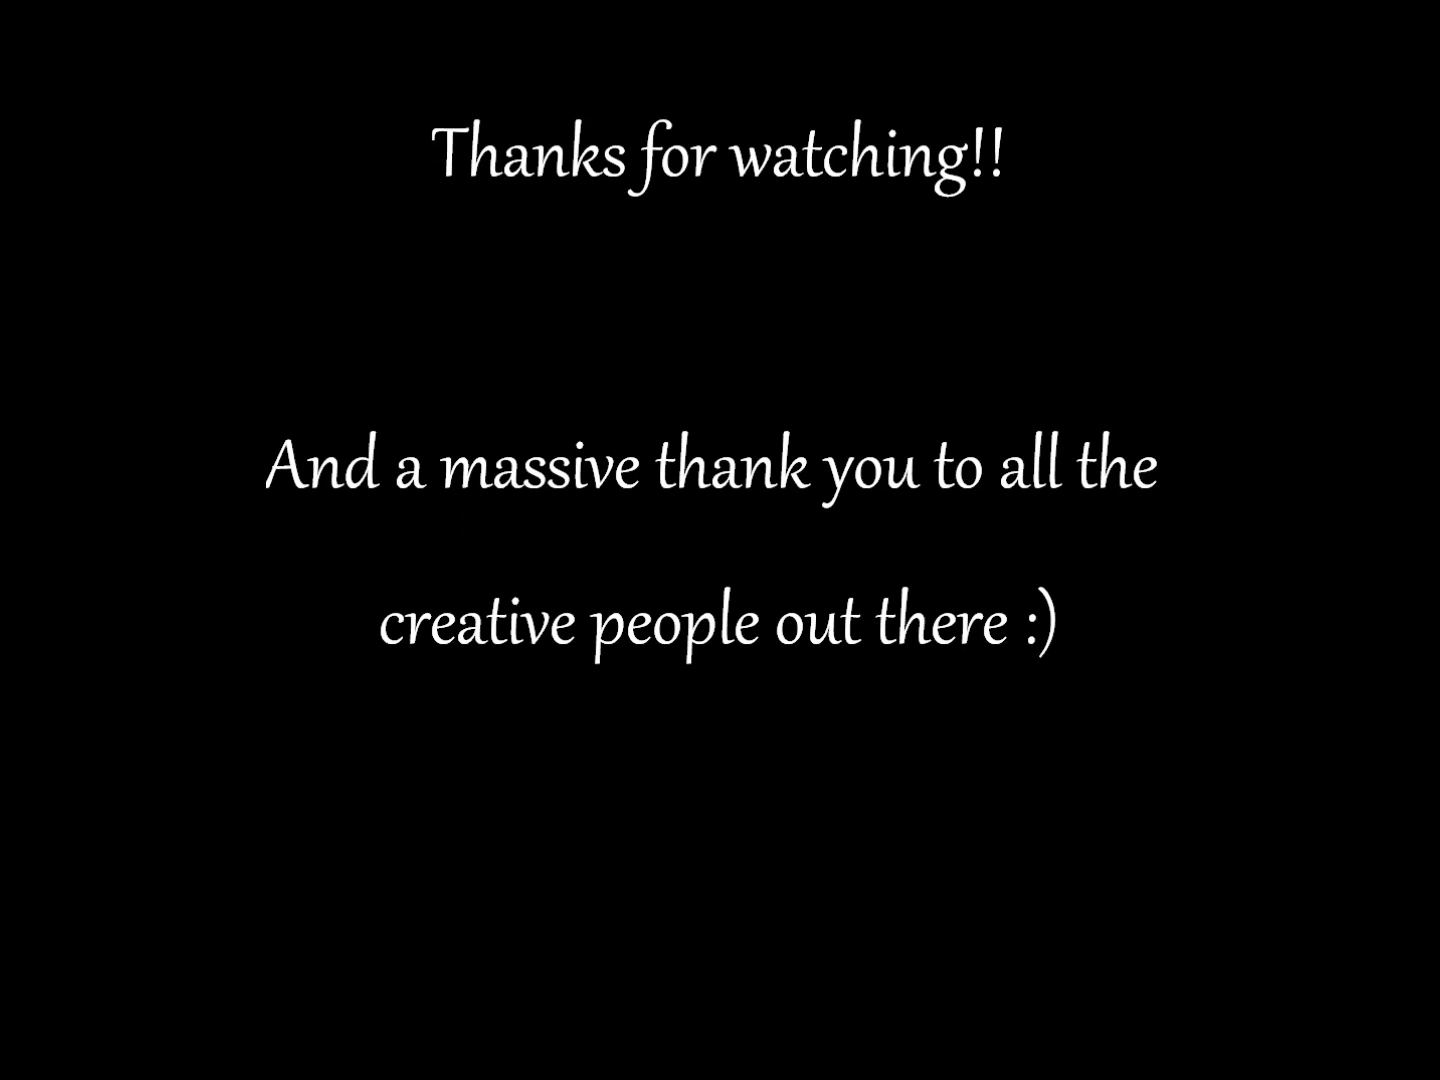 Thanks for watching!!
And a massive thank you to all the
creative people out there :)